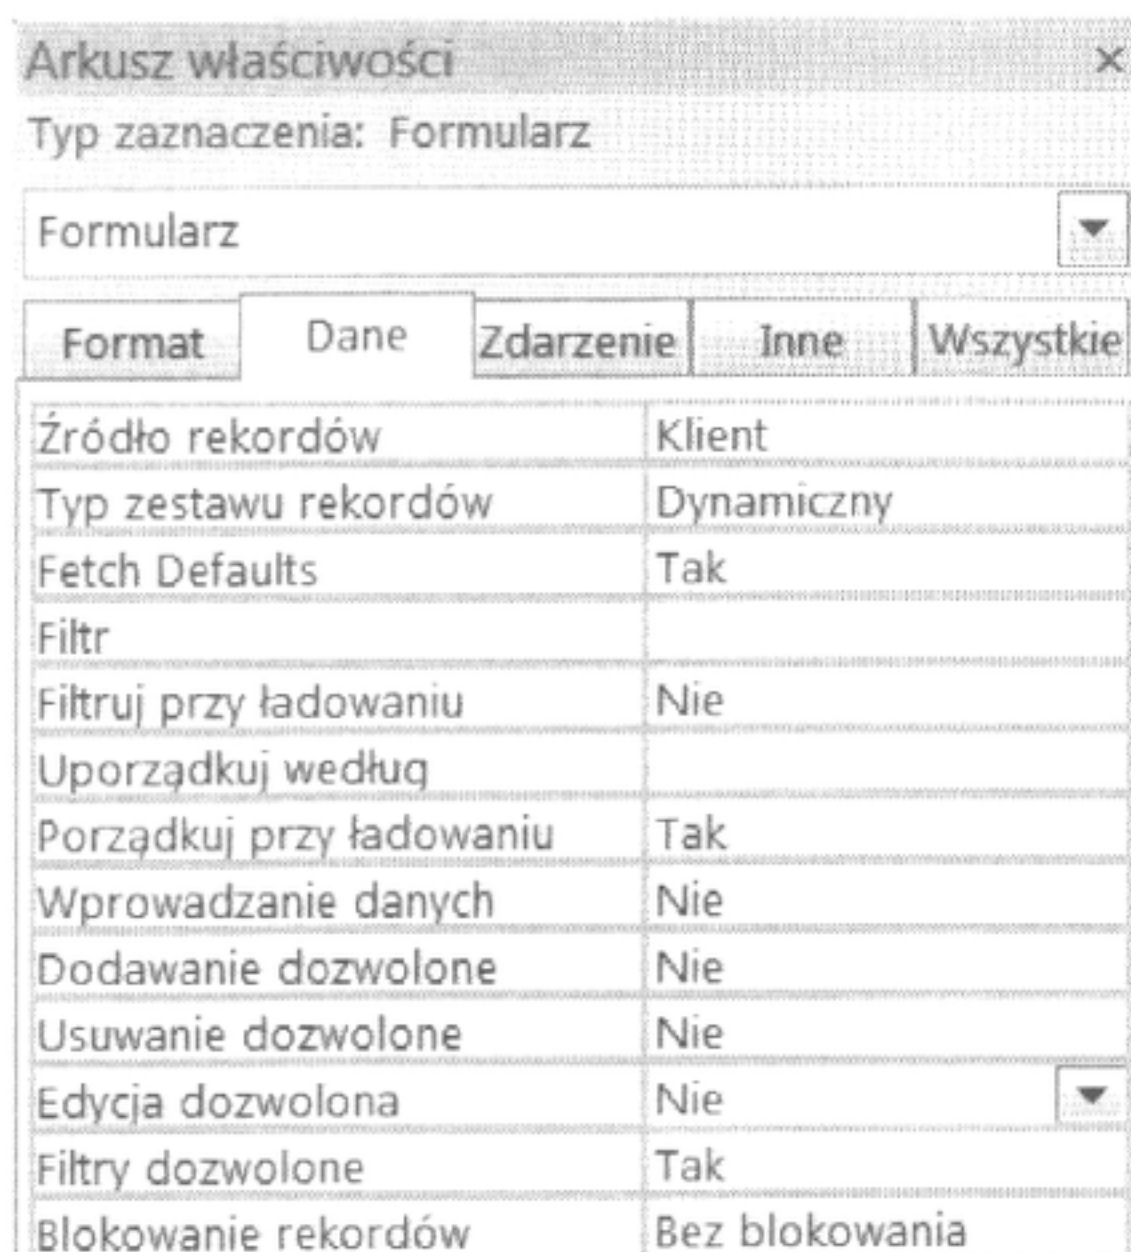 Arkusz właściwości ×
Typ zaznaczenia: Formularz
Formularz
Format Dane Zdarzenie Inne Wszystkie
Źródło rekordów Klient
Typ zestawu rekordów Dynamiczny
Fetch Defaults Tak
Filtr
Filtruj przy ładowaniu Nie
Uporządkuj według
Porządkuj przy ładowaniu Tak
Wprowadzanie danych Nie
Dodawanie dozwolone Nie
Usuwanie dozwolone Nie
Edycja dozwolona Nie
Filtry dozwolone Tak
Blokowanie rekordów Bez blokowania